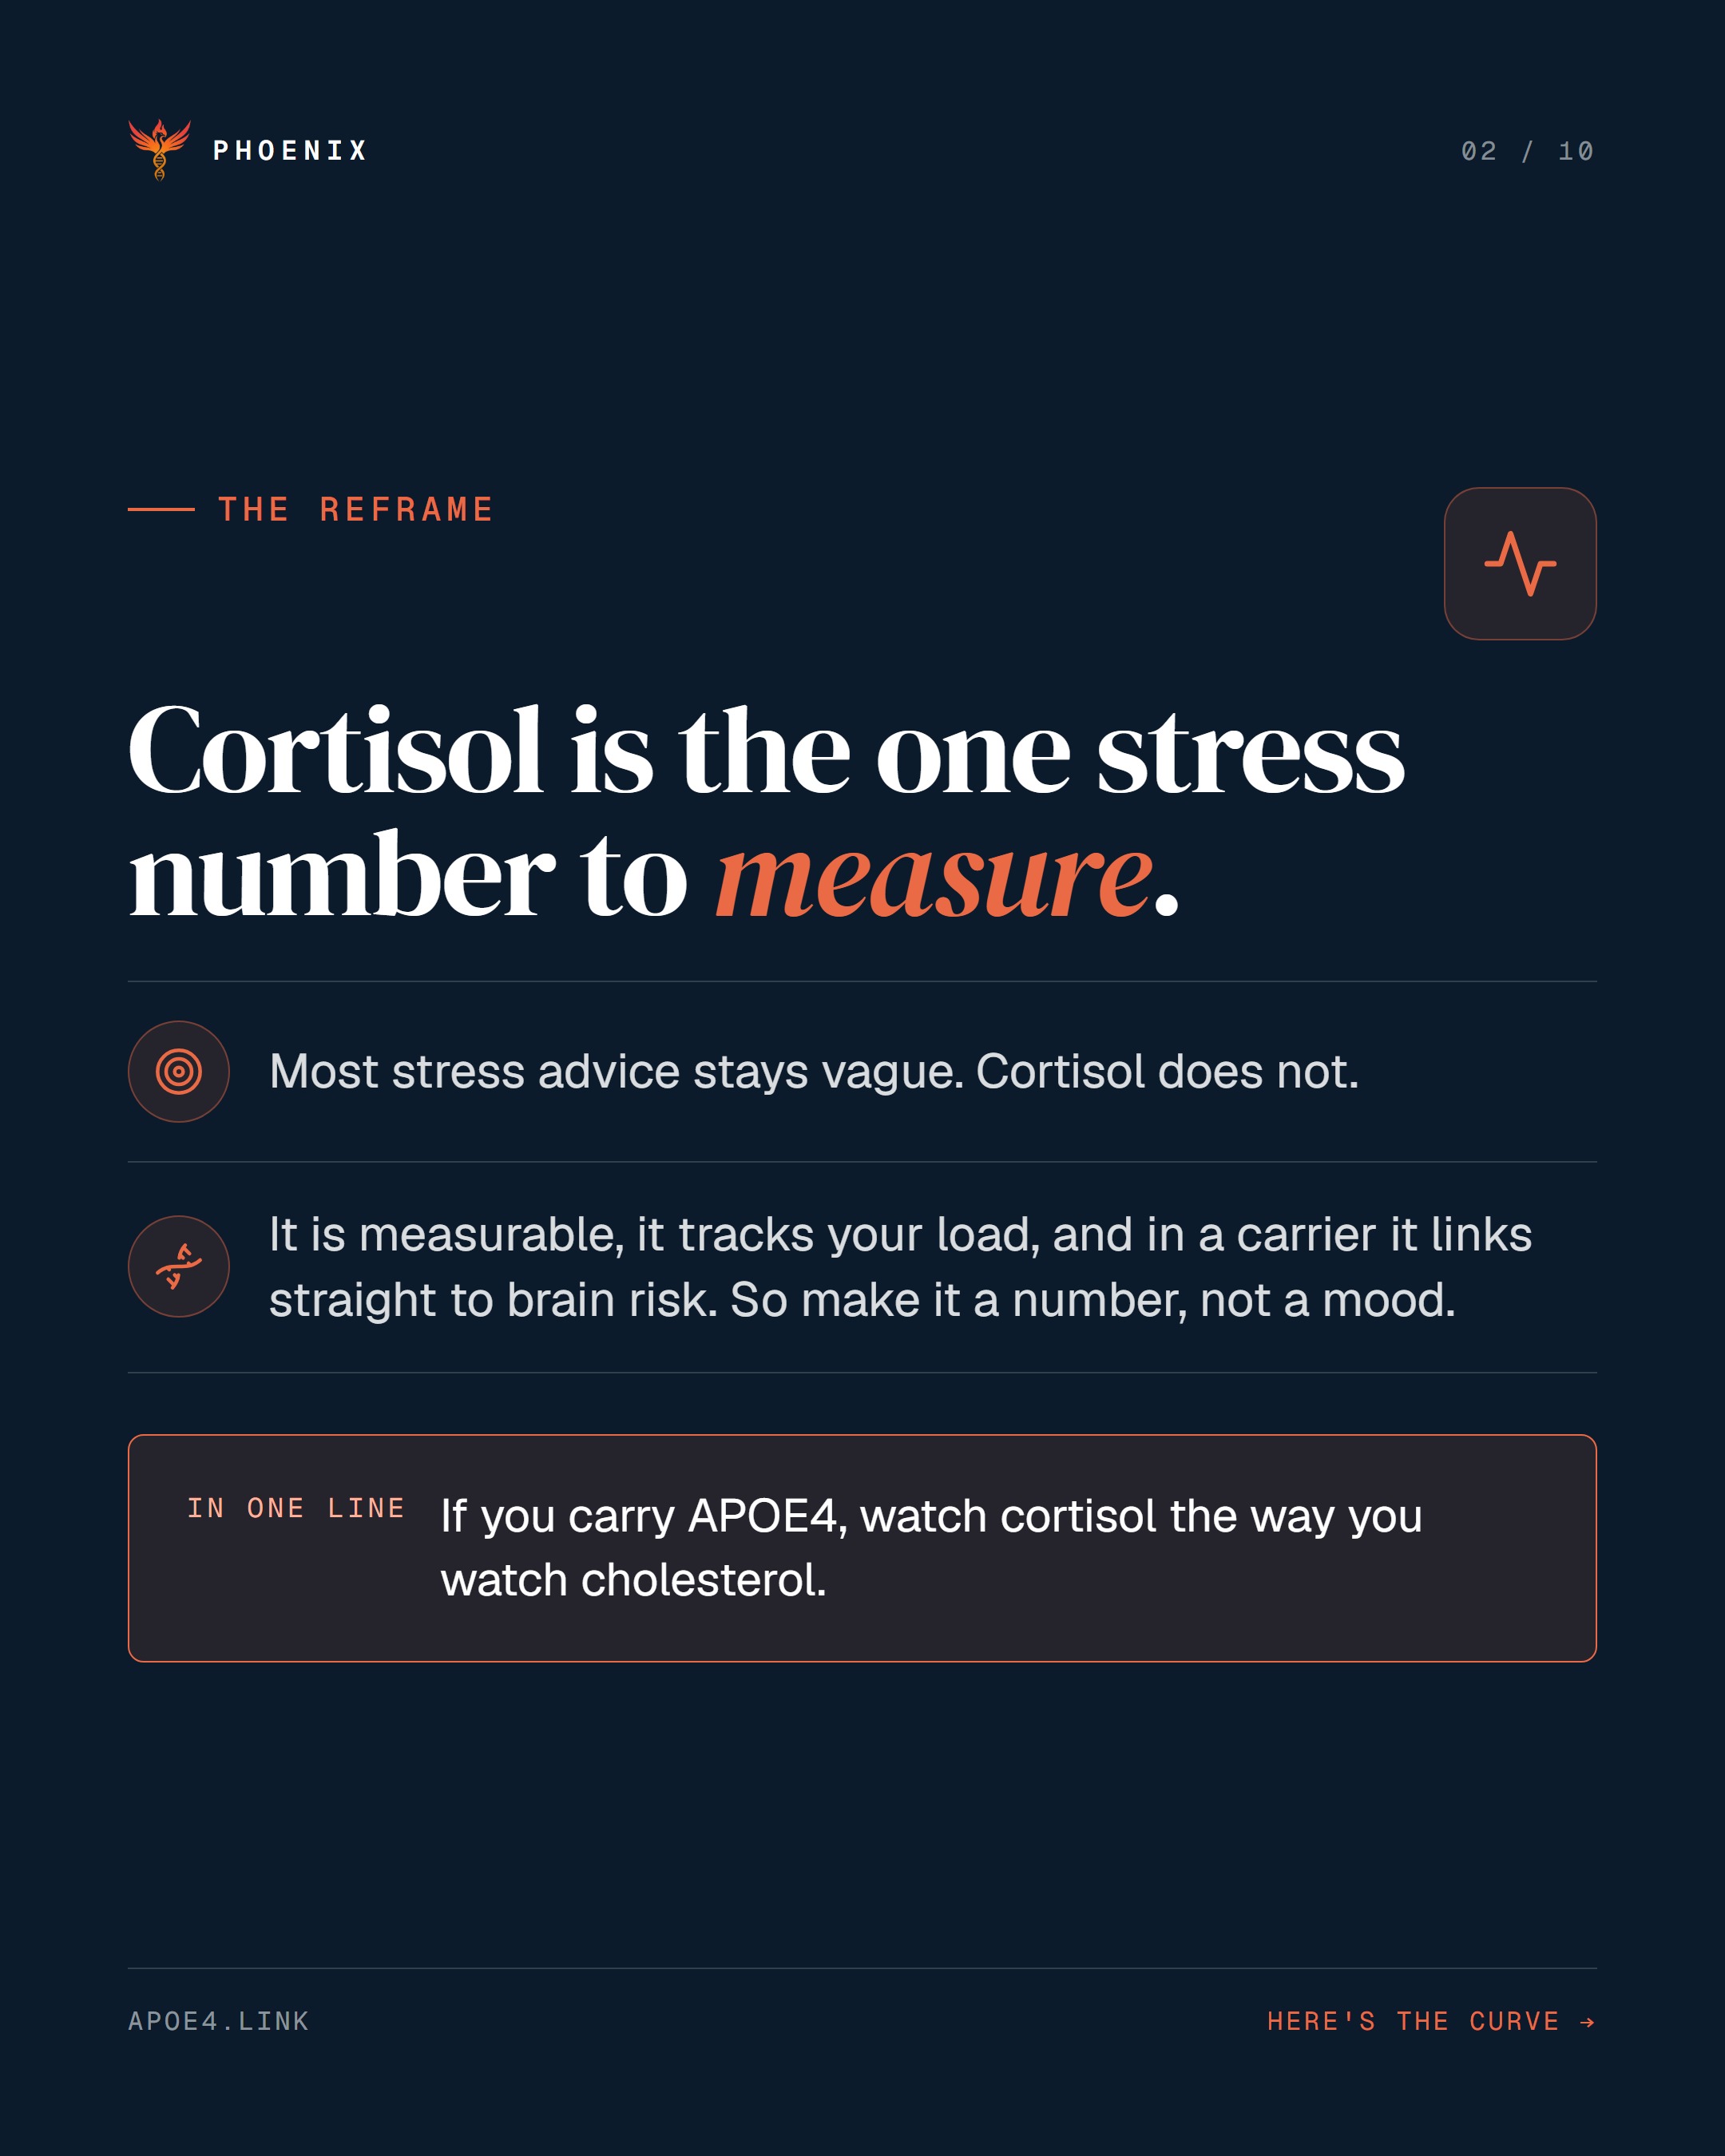 PHOENIX
02 / 10
THE REFRAME
Cortisol is the one stress
number to measure.
Most stress advice stays vague. Cortisol does not.
It is measurable, it tracks your load, and in a carrier it links
straight to brain risk. So make it a number, not a mood.
IN ONE LINE
If you carry APOE4, watch cortisol the way you
watch cholesterol.
APOE4.LINK
HERE'S THE CURVE →